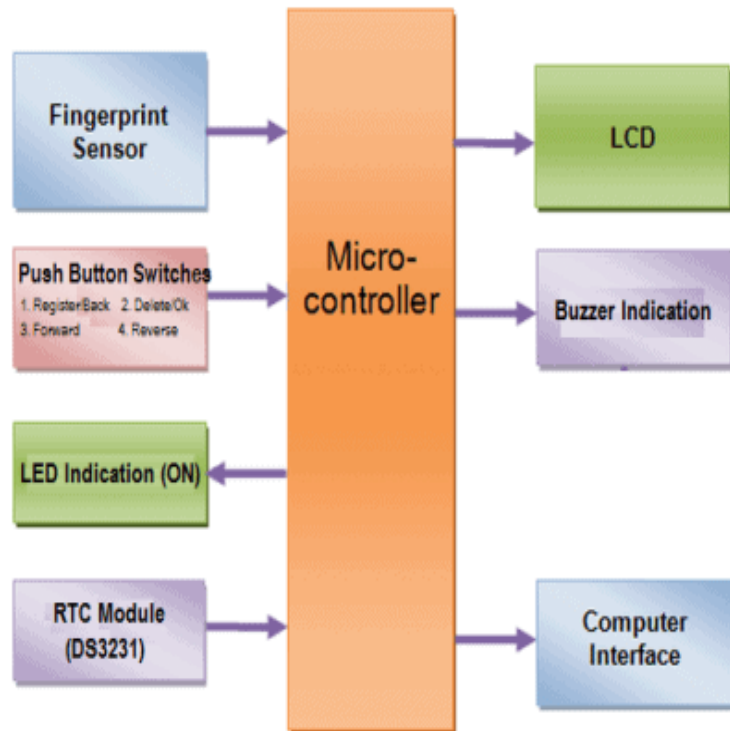 Fingerprint
Sensor
Push Button Switches
1. Register/Back 2. Delete/Ok
3. Forward 4. Reverse
LED Indication (ON)
RTC Module
(DS3231)
Micro-
controller
LCD
Buzzer Indication
Computer
Interface